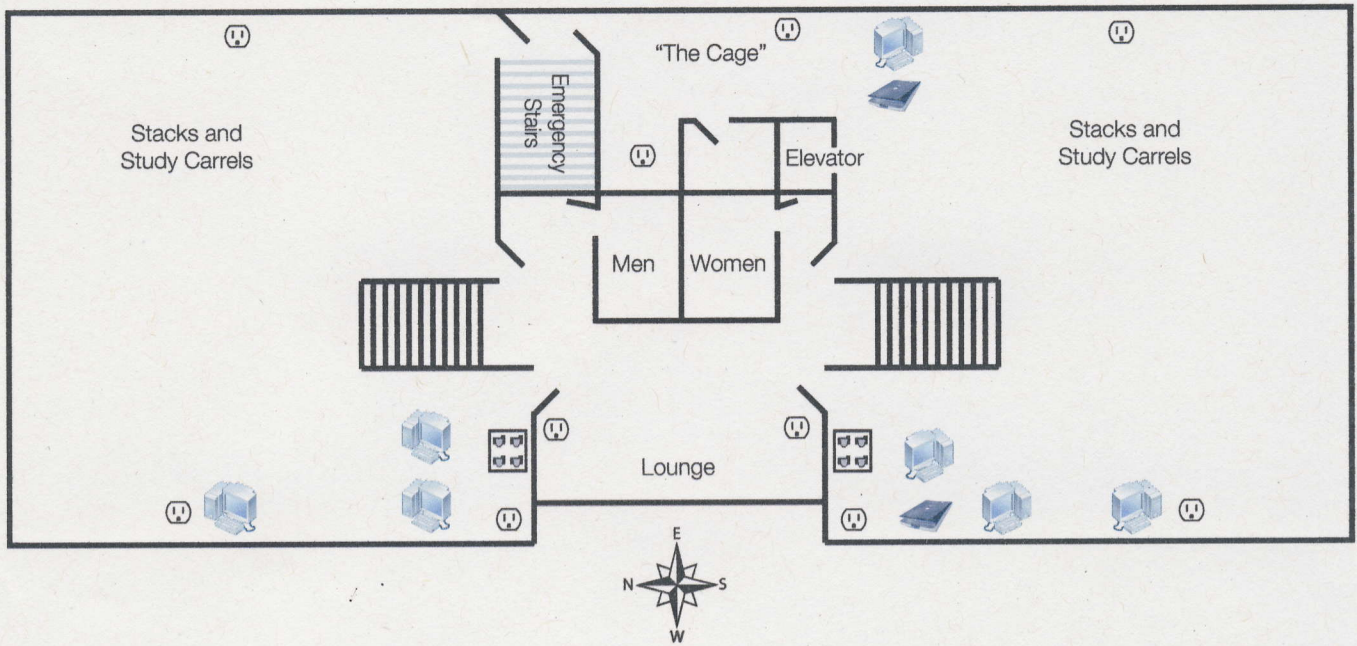 "The Cage"
Emergency
Stairs
Stacks and
Study Carrels
Stacks and
Study Carrels
Elevator
Men
Women
Lounge
E
N
S
W